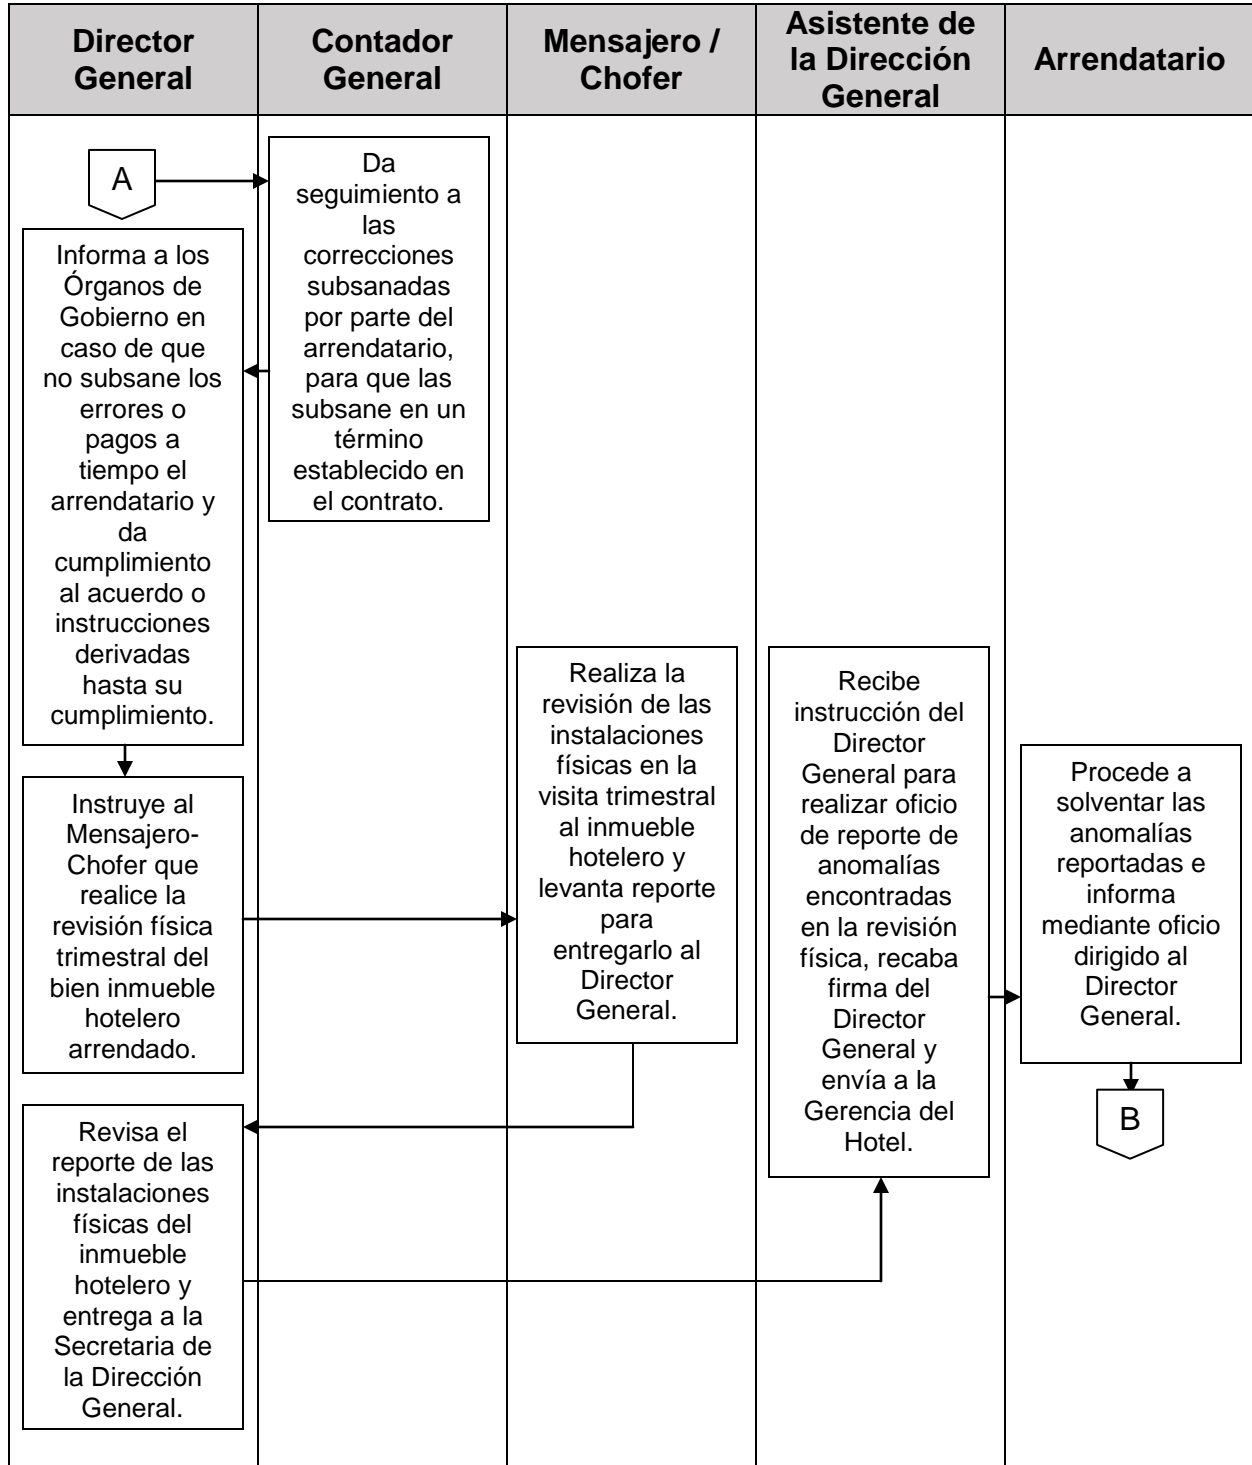 Director
General
Contador
General
Mensajero /
Chofer
Asistente de
la Dirección
General
Arrendatario
A
Da
seguimiento a
las
correcciones
subsanadas
por parte del
arrendatario,
para que las
subsane en un
término
establecido en
el contrato.
Informa a los
Órganos de
Gobierno en
caso de que
no subsane los
errores o
pagos a
tiempo el
arrendatario y
da
cumplimiento
al acuerdo o
instrucciones
derivadas
hasta su
cumplimiento.
Instruye al
Mensajero-
Chofer que
realice la
revisión física
trimestral del
bien inmueble
hotelero
arrendado.
Realiza la
revisión de las
instalaciones
físicas en la
visita trimestral
al inmueble
hotelero y
levanta reporte
para
entregarlo al
Director
General.
Revisa el
reporte de las
instalaciones
físicas del
inmueble
hotelero y
entrega a la
Secretaria de
la Dirección
General.
Recibe
instrucción del
Director
General para
realizar oficio
de reporte de
anomalías
encontradas
en la revisión
física, recaba
firma del
Director
General y
envía a la
Gerencia del
Hotel.
Procede a
solventar las
anomalías
reportadas e
informa
mediante oficio
dirigido al
Director
General.
B